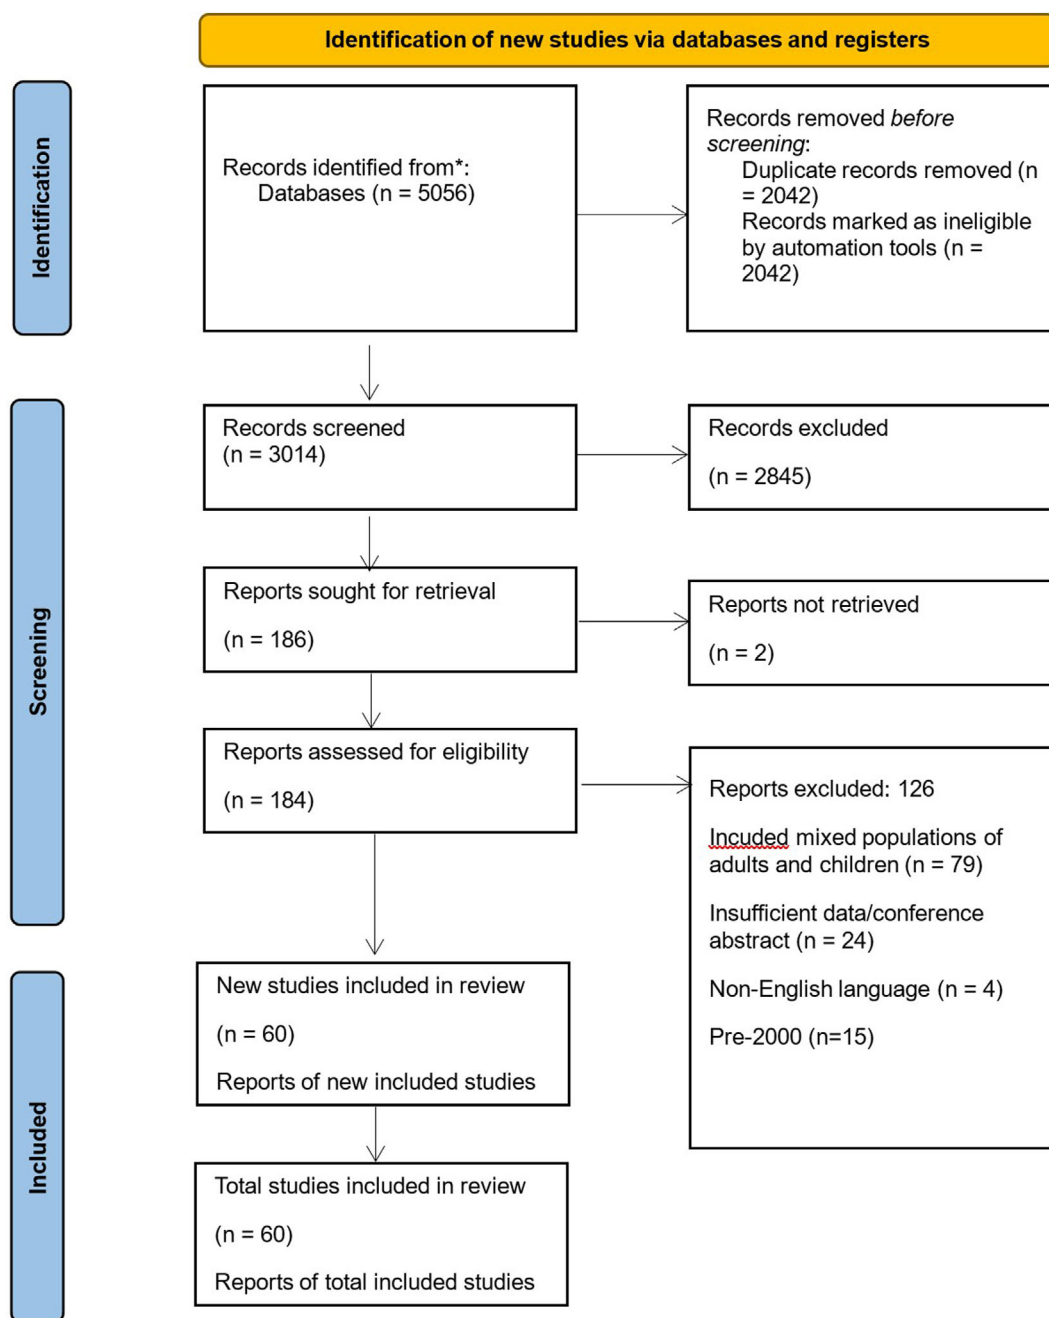 Identification of new studies via databases and registers
Identification
Records identified from*:
Databases (n = 5056)
Records removed before
screening:
Duplicate records removed (n
= 2042)
Records marked as ineligible
by automation tools (n =
2042)
Screening
Records screened
(n = 3014)
Records excluded
(n = 2845)
Reports sought for retrieval
(n = 186)
Reports not retrieved
(n = 2)
Reports assessed for eligibility
(n = 184)
Reports excluded: 126
Incuded mixed populations of
adults and children (n = 79)
Insufficient data/conference
abstract (n = 24)
Non-English language (n = 4)
Pre-2000 (n=15)
Included
New studies included in review
(n = 60)
Reports of new included studies
Total studies included in review
(n = 60)
Reports of total included studies